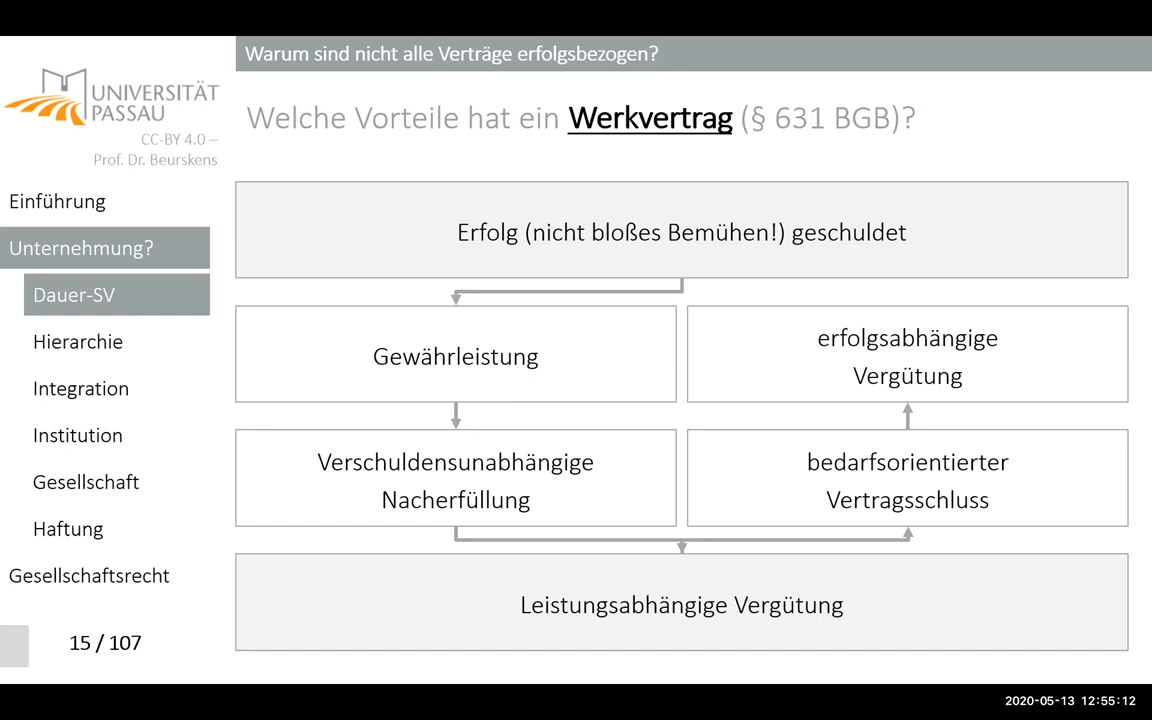 Warum sind nicht alle Verträge erfolgsbezogen?
UNIVERSITÄT
PASSAU
CC-BY 4.0 –
Prof. Dr. Beurskens
Welche Vorteile hat ein Werkvertrag (§ 631 BGB)?
Einführung
Unternehmung?
Dauer-SV
Hierarchie
Integration
Institution
Gesellschaft
Haftung
Gesellschaftsrecht
15 / 107
Erfolg (nicht bloßes Bemühen!) geschuldet
Gewährleistung
erfolgsabhängige
Vergütung
Verschuldensunabhängige
Nacherfüllung
bedarfsorientierter
Vertragsschluss
Leistungsabhängige Vergütung
2020-05-13 12:55:12